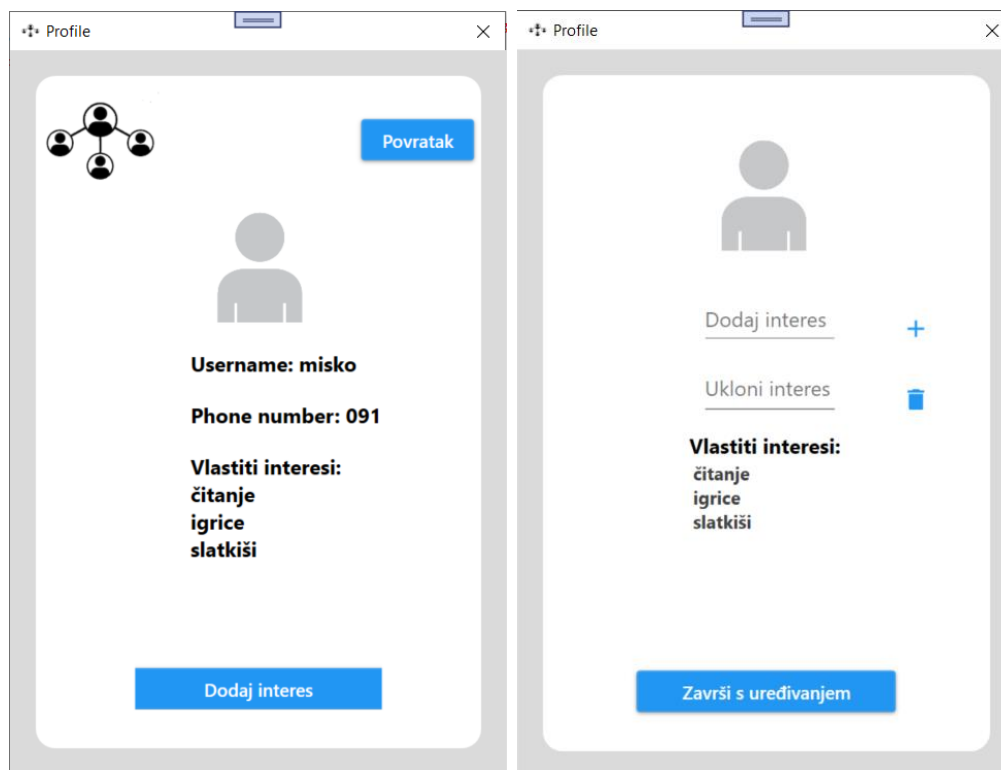 Profile
Povratak
Username: misko
Phone number: 091
Vlastiti interesi:
čitanje
igrice
slatkiši
Dodaj interes
Profile
Dodaj interes
Ukloni interes
Vlastiti interesi:
čitanje
igrice
slatkiši
Završi s uređivanjem